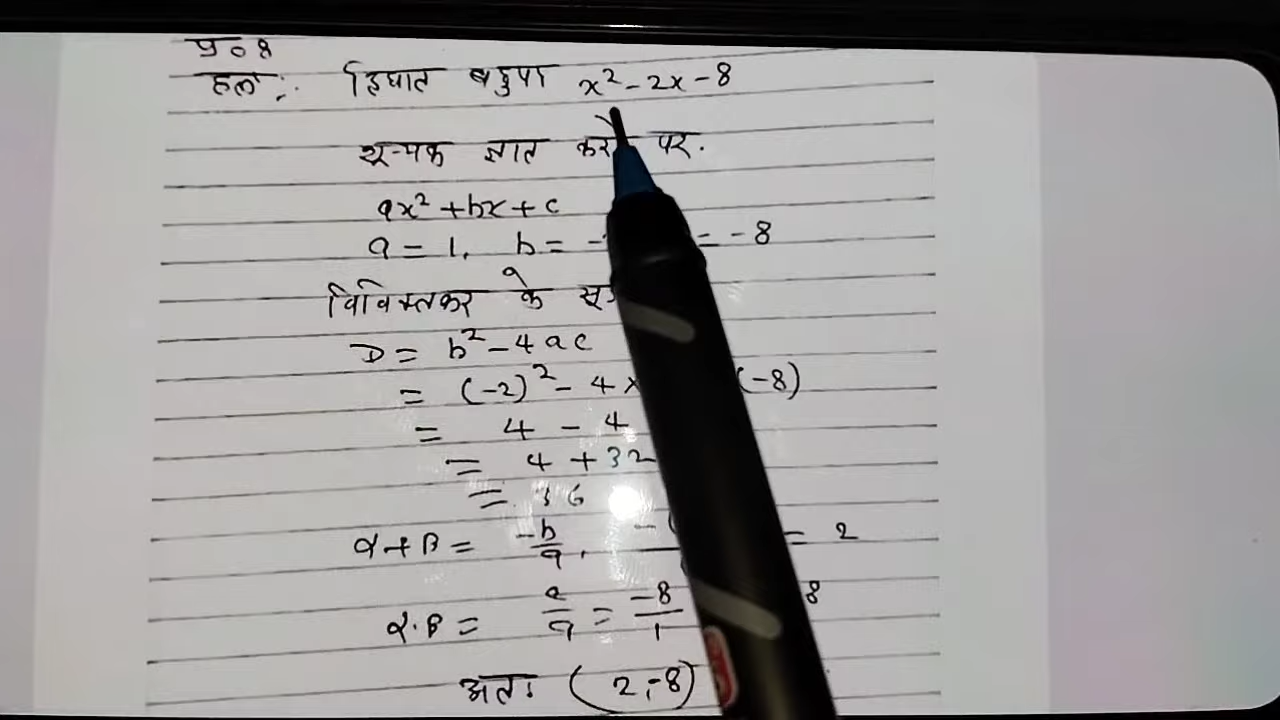 प्र० 8
हल:. द्विघात बहुपद x² - 2x - 8
शून्यक ज्ञात करने पर.
ax² + bx + c
a = 1, b = - = -8
विविक्तकर के
D = b² - 4ac
= (-2)² - 4 × (-8)
= 4 - 4
= 4 + 32
= 36
α + β = -b/a, - = 2
α.β = c/a = -8/1 8
अतः (2, -8)